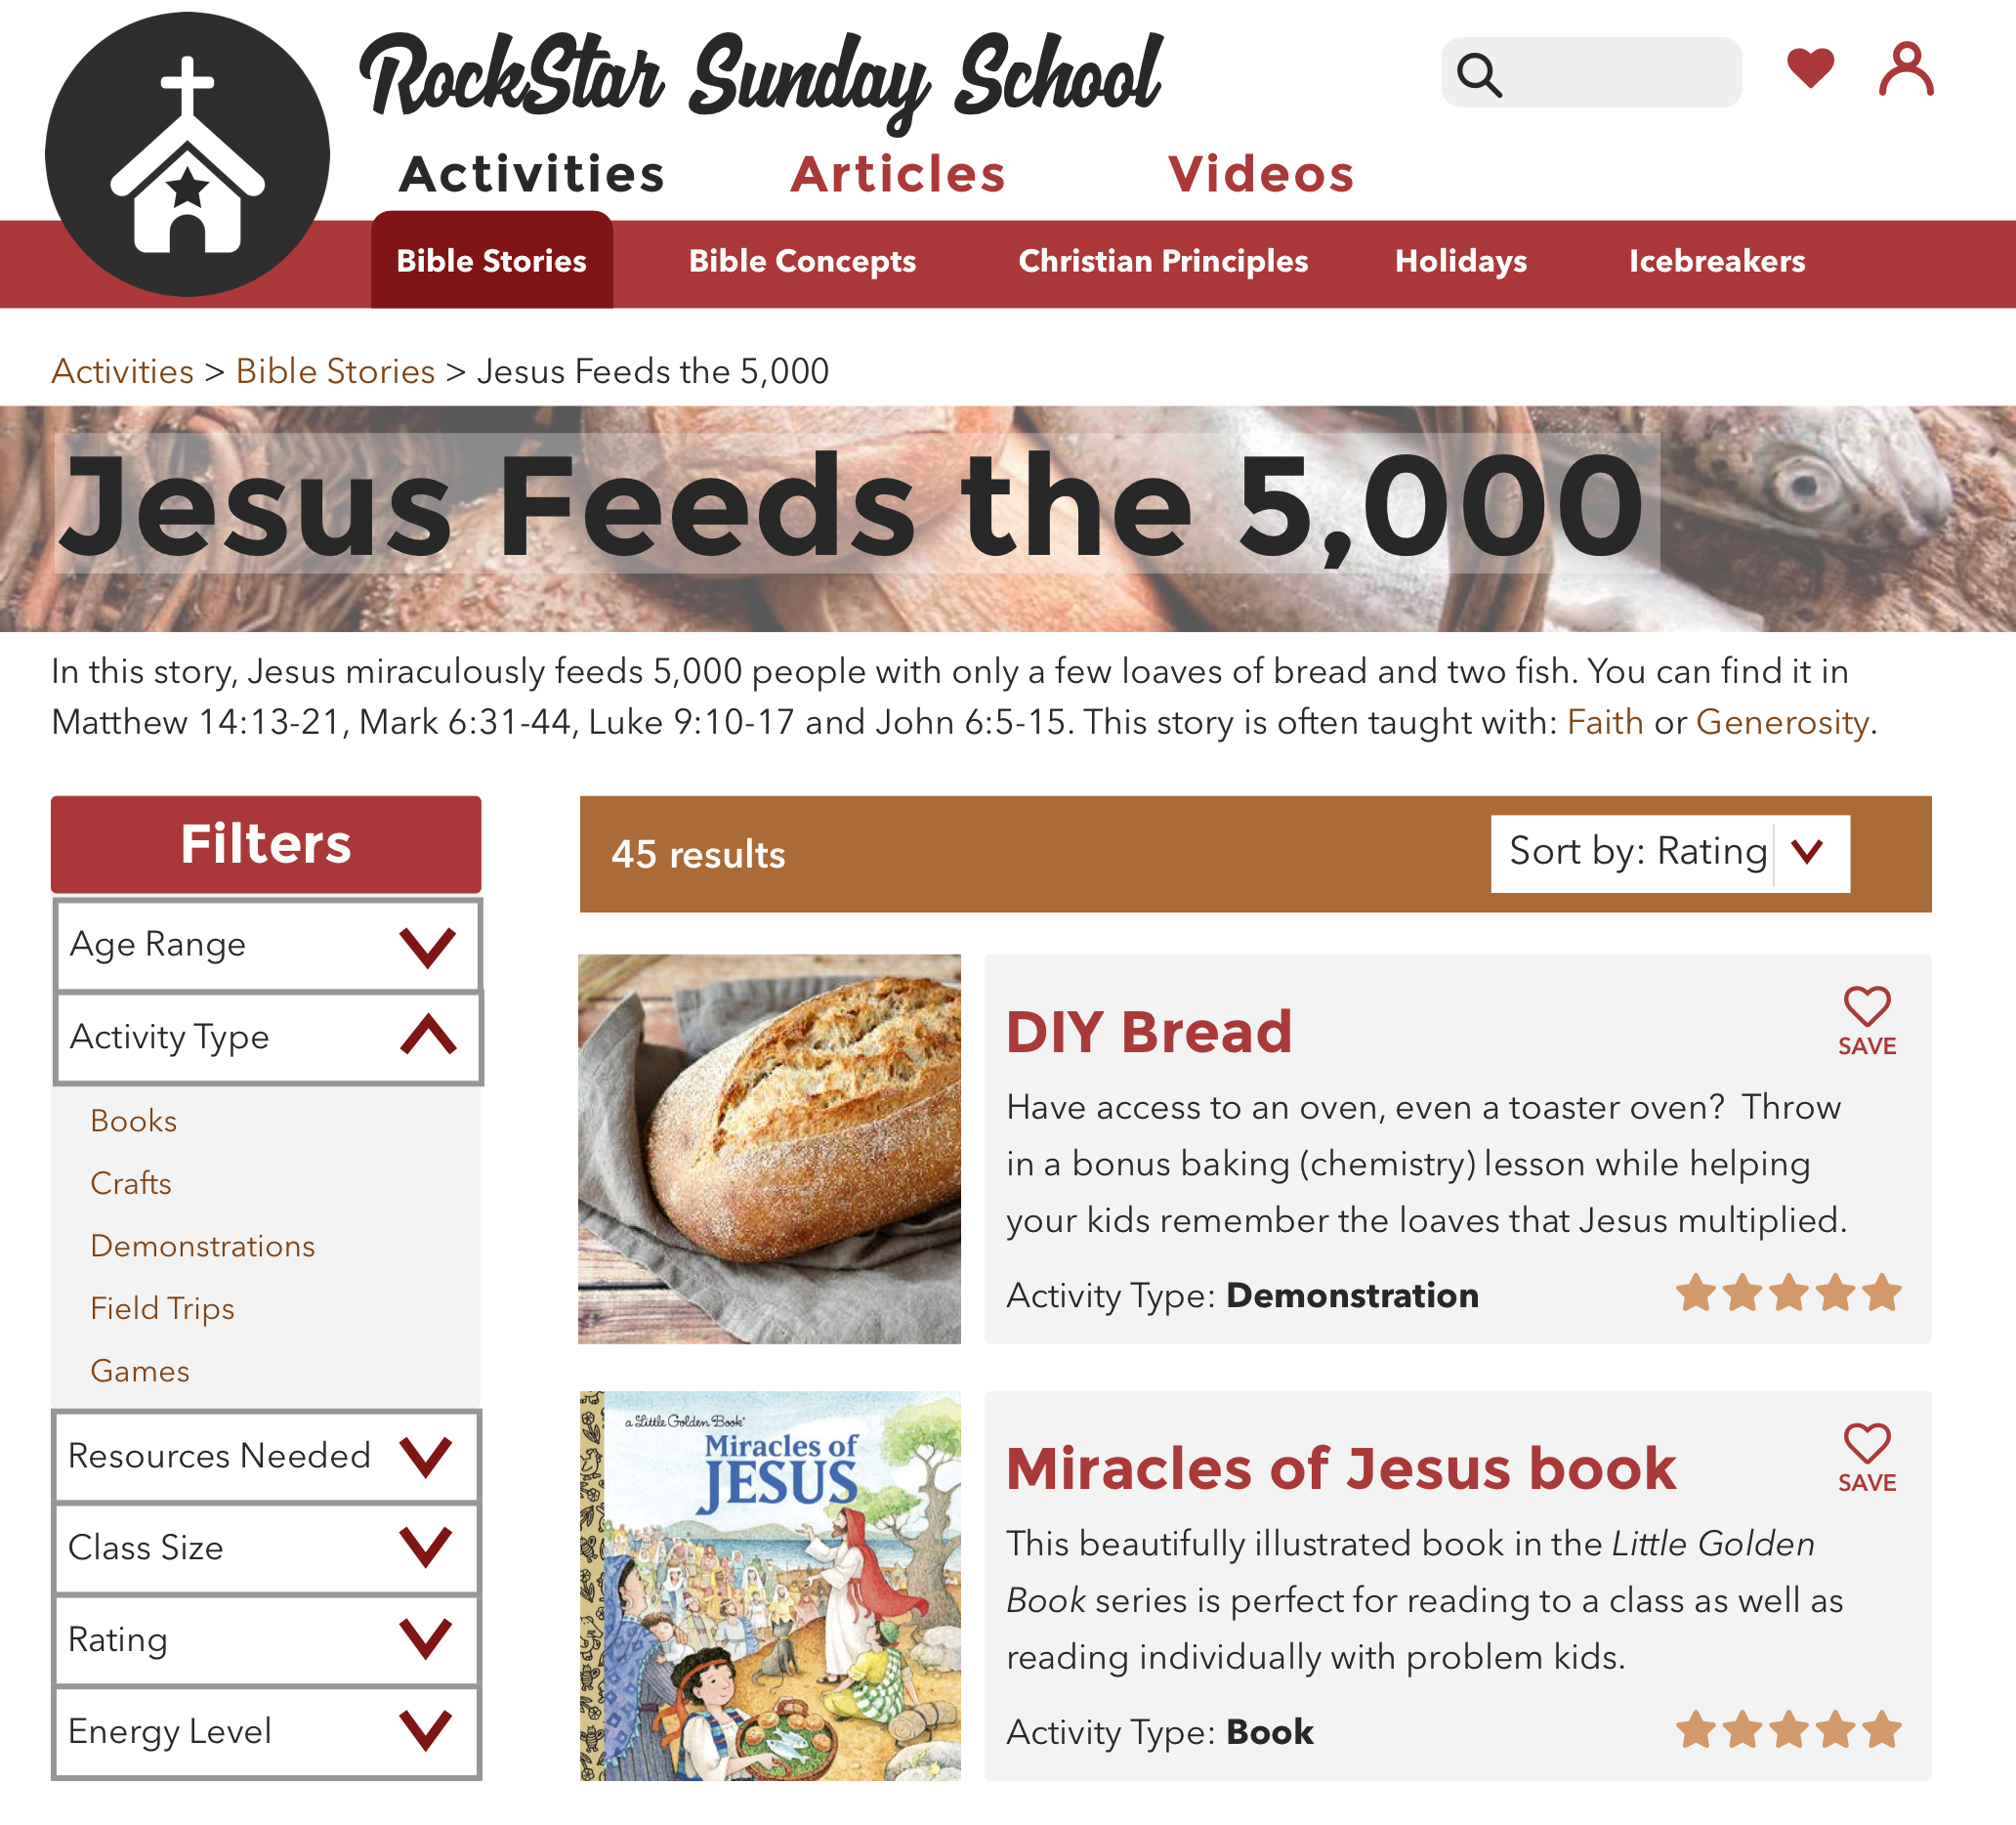 RockStar Sunday School
Activities Articles Videos
Bible Stories Bible Concepts Christian Principles Holidays Icebreakers
Activities > Bible Stories > Jesus Feeds the 5,000
Jesus Feeds the 5,000
In this story, Jesus miraculously feeds 5,000 people with only a few loaves of bread and two fish. You can find it in
Matthew 14:13-21, Mark 6:31-44, Luke 9:10-17 and John 6:5-15. This story is often taught with: Faith or Generosity.
Filters
Age Range
Activity Type
Books
Crafts
Demonstrations
Field Trips
Games
Resources Needed
Class Size
Rating
Energy Level
45 results
Sort by: Rating
DIY Bread
SAVE
Have access to an oven, even a toaster oven? Throw
in a bonus baking (chemistry) lesson while helping
your kids remember the loaves that Jesus multiplied.
Activity Type: Demonstration
a Little Golden Book®
Miracles of
JESUS
Miracles of Jesus book
SAVE
This beautifully illustrated book in the Little Golden
Book series is perfect for reading to a class as well as
reading individually with problem kids.
Activity Type: Book